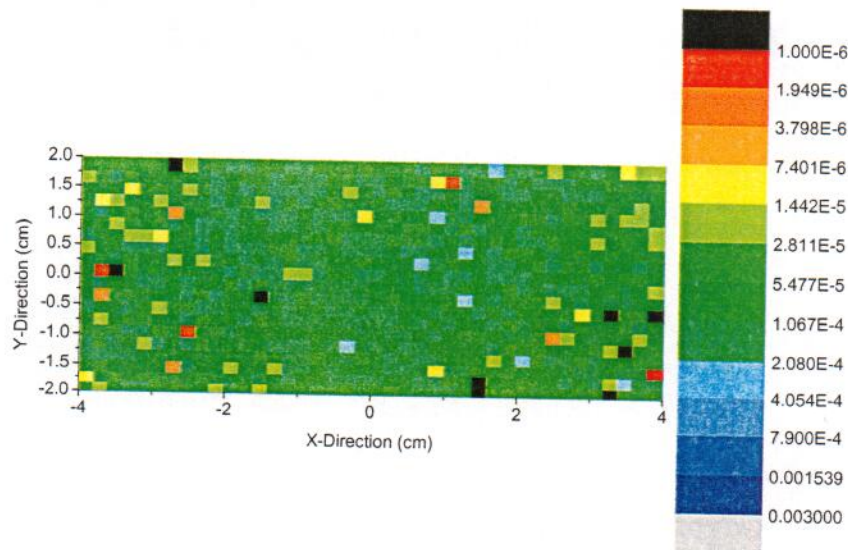 1.000E-6
1.949E-6
3.798E-6
7.401E-6
1.442E-5
2.811E-5
5.477E-5
1.067E-4
2.080E-4
4.054E-4
7.900E-4
0.001539
0.003000
2.0
1.5
1.0
0.5
0.0
-0.5
-1.0
-1.5
-2.0
Y-Direction (cm)
-4
-2
0
2
4
X-Direction (cm)